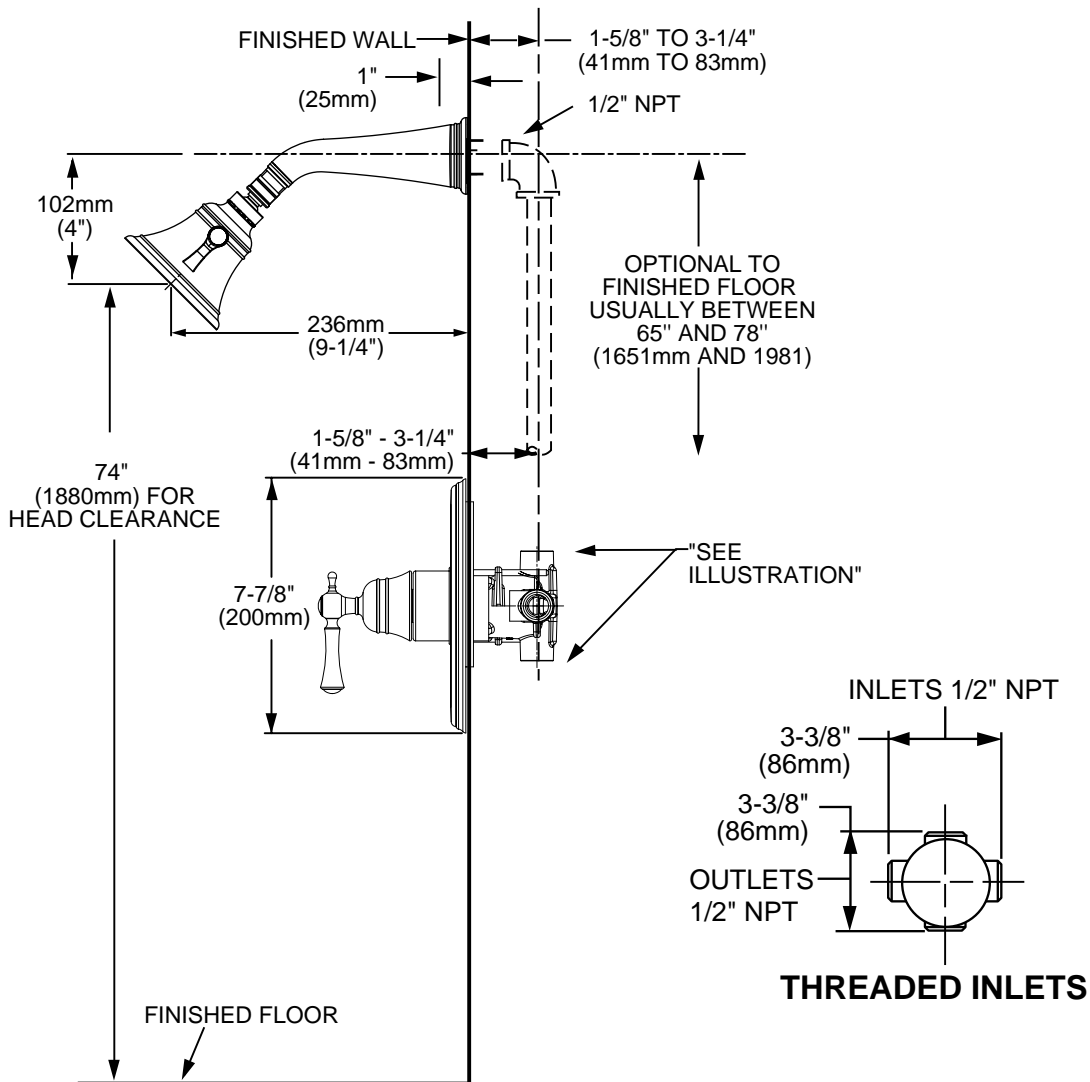 FINISHED WALL
1-5/8" TO 3-1/4"
(41mm TO 83mm)
1"
(25mm)
1/2" NPT
102mm
(4")
OPTIONAL TO
FINISHED FLOOR
USUALLY BETWEEN
65" AND 78"
(1651mm AND 1981)
236mm
(9-1/4")
1-5/8" - 3-1/4"
(41mm - 83mm)
74"
(1880mm) FOR
HEAD CLEARANCE
"SEE
ILLUSTRATION"
7-7/8"
(200mm)
INLETS 1/2" NPT
3-3/8"
(86mm)
3-3/8"
(86mm)
OUTLETS
1/2" NPT
THREADED INLETS
FINISHED FLOOR